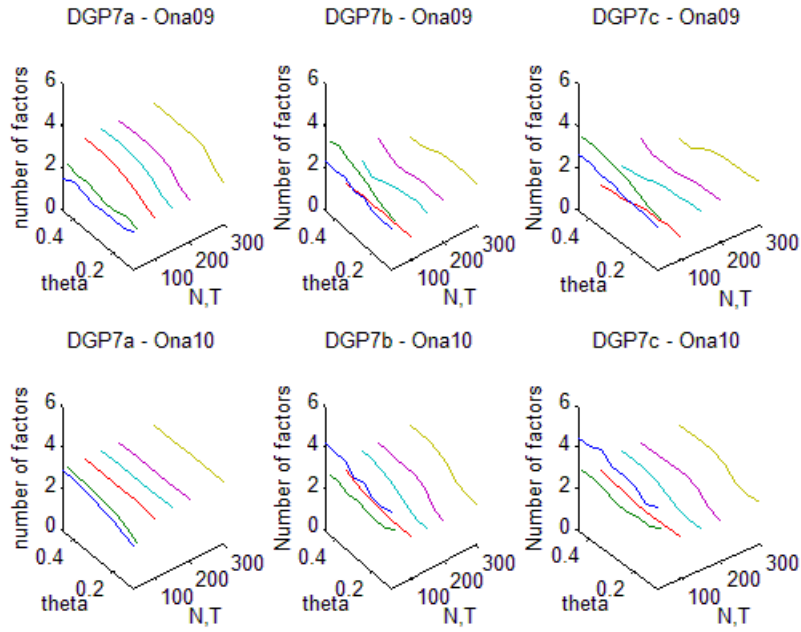 DGP7a - Ona09
DGP7b - Ona09
DGP7c - Ona09
number of factors
6
4
2
0
0.4
0.2
theta
100
200
300
N,T
Number of factors
6
4
2
0
0.4
0.2
theta
100
200
300
N,T
Number of factors
6
4
2
0
0.4
0.2
theta
100
200
300
N,T
DGP7a - Ona10
DGP7b - Ona10
DGP7c - Ona10
number of factors
6
4
2
0
0.4
0.2
theta
100
200
300
N,T
Number of factors
6
4
2
0
0.4
0.2
theta
100
200
300
N,T
Number of factors
6
4
2
0
0.4
0.2
theta
100
200
300
N,T